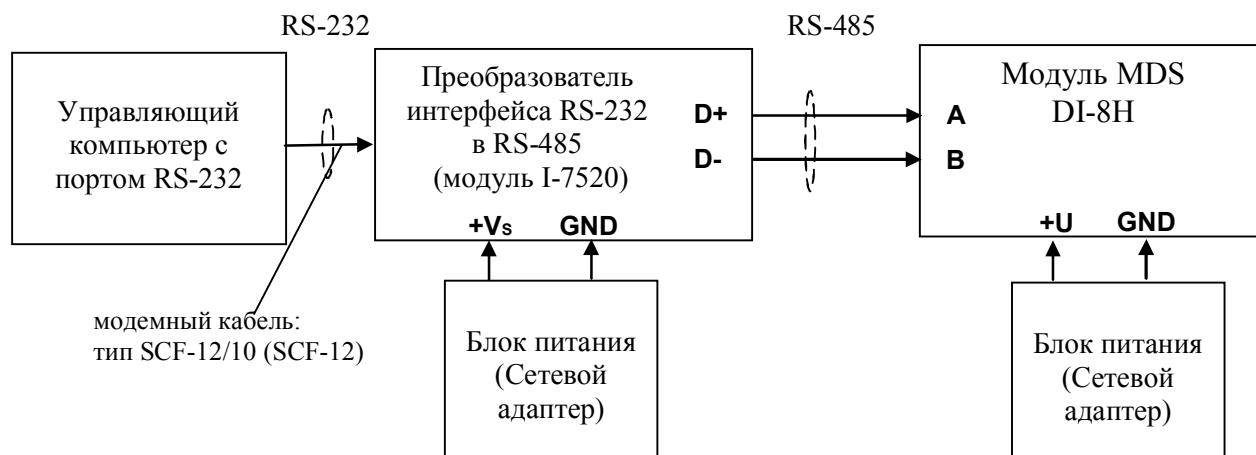 RS-232
RS-485
Управляющий
компьютер с
портом RS-232
Преобразователь
интерфейса RS-232
в RS-485
(модуль I-7520)
D+
D-
+Vs
GND
Модуль MDS
DI-8H
A
B
+U
GND
модемный кабель:
тип SCF-12/10 (SCF-12)
Блок питания
(Сетевой
адаптер)
Блок питания
(Сетевой
адаптер)